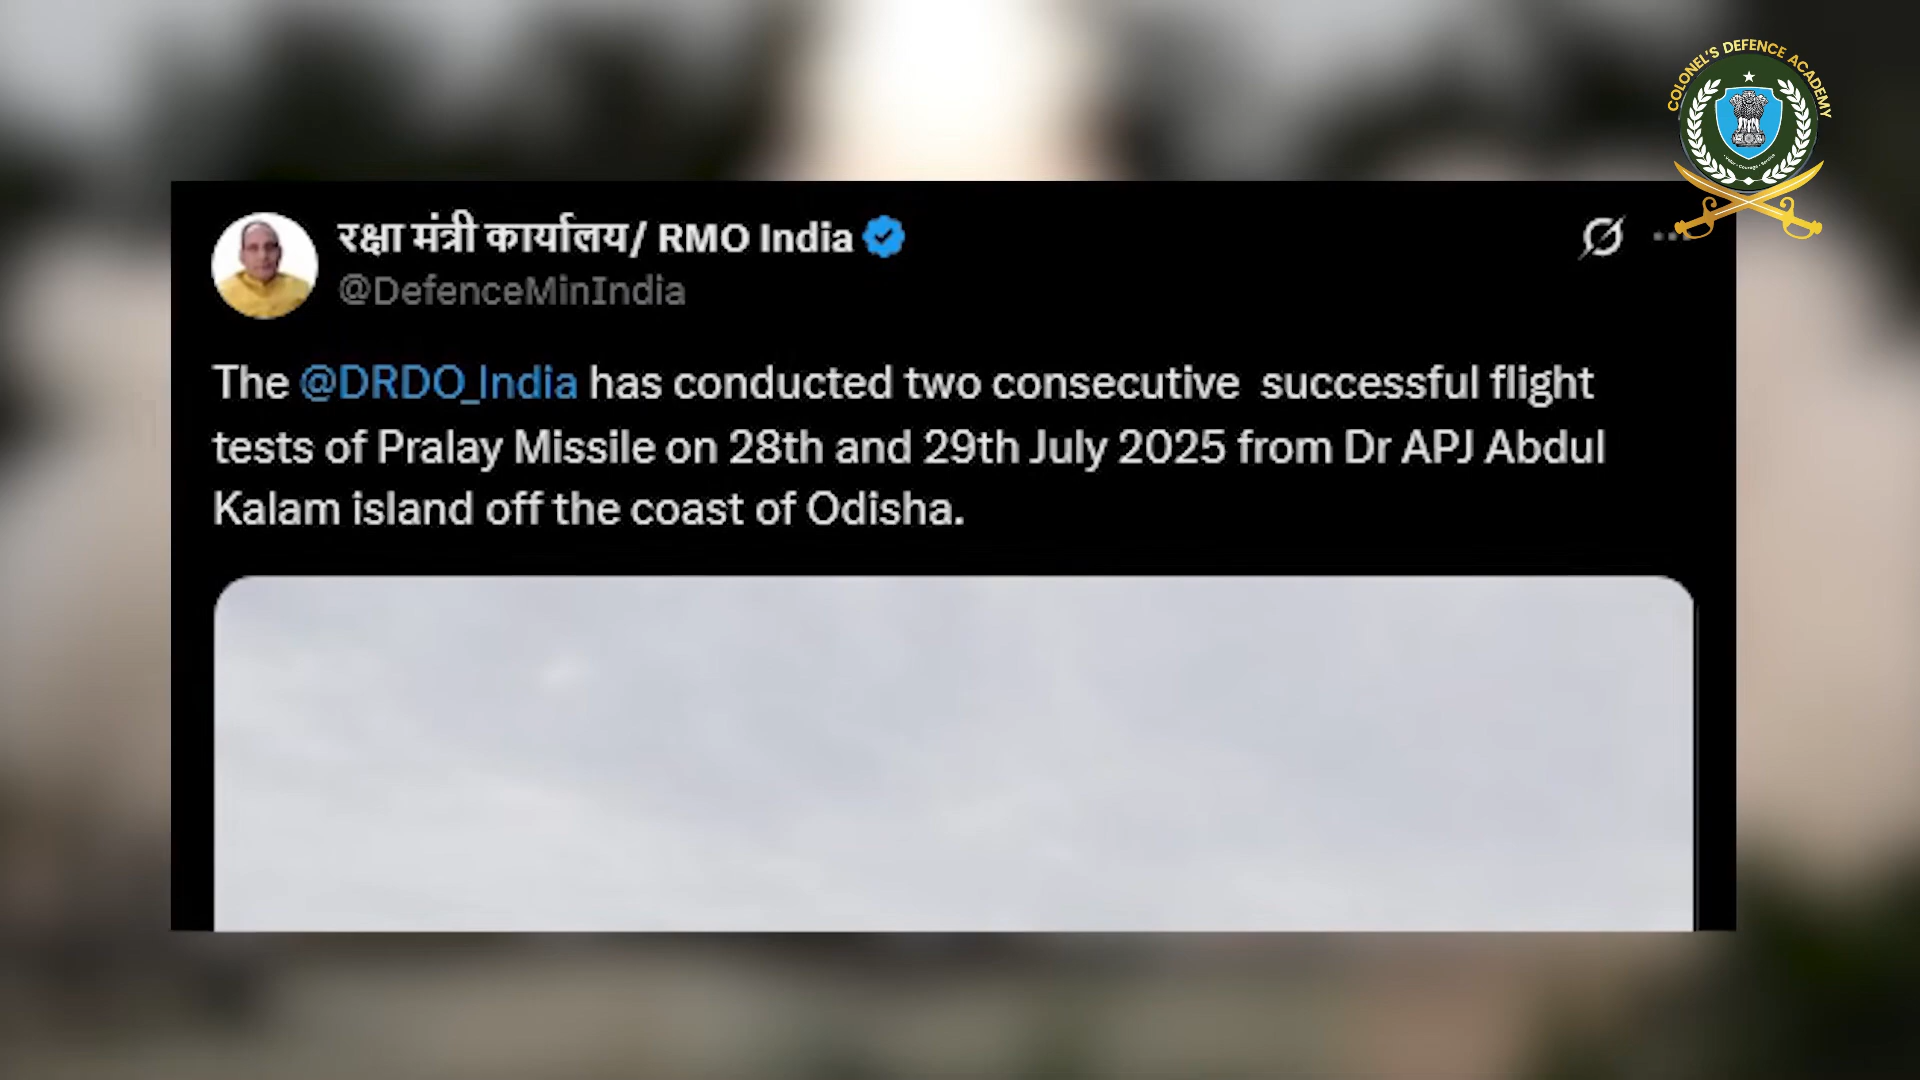 COLONEL'S DEFENCE ACADEMY
रक्षा मंत्री कार्यालय/ RMO India
@DefenceMinIndia
The @DRDO_India has conducted two consecutive successful flight
tests of Pralay Missile on 28th and 29th July 2025 from Dr APJ Abdul
Kalam island off the coast of Odisha.